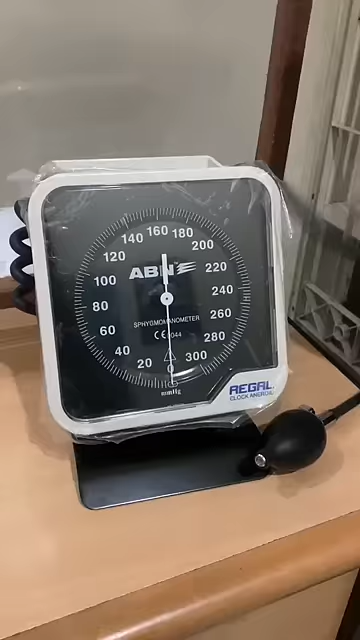 160
140 180
120 200
ABN
100 220
80 240
60 260
SPHYGMOMANOMETER
CE 0044
40 280
20 0 300
mmHg
REGAL
CLOCK ANEROID